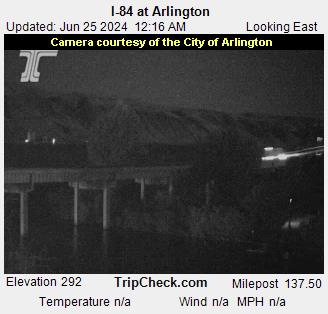 I-84 at Arlington
Updated: Jun 25 2024 12:16 AM Looking East
Camera courtesy of the City of Arlington
Elevation 292 TripCheck.com Milepost 137.50
Temperature n/a Wind n/a MPH n/a